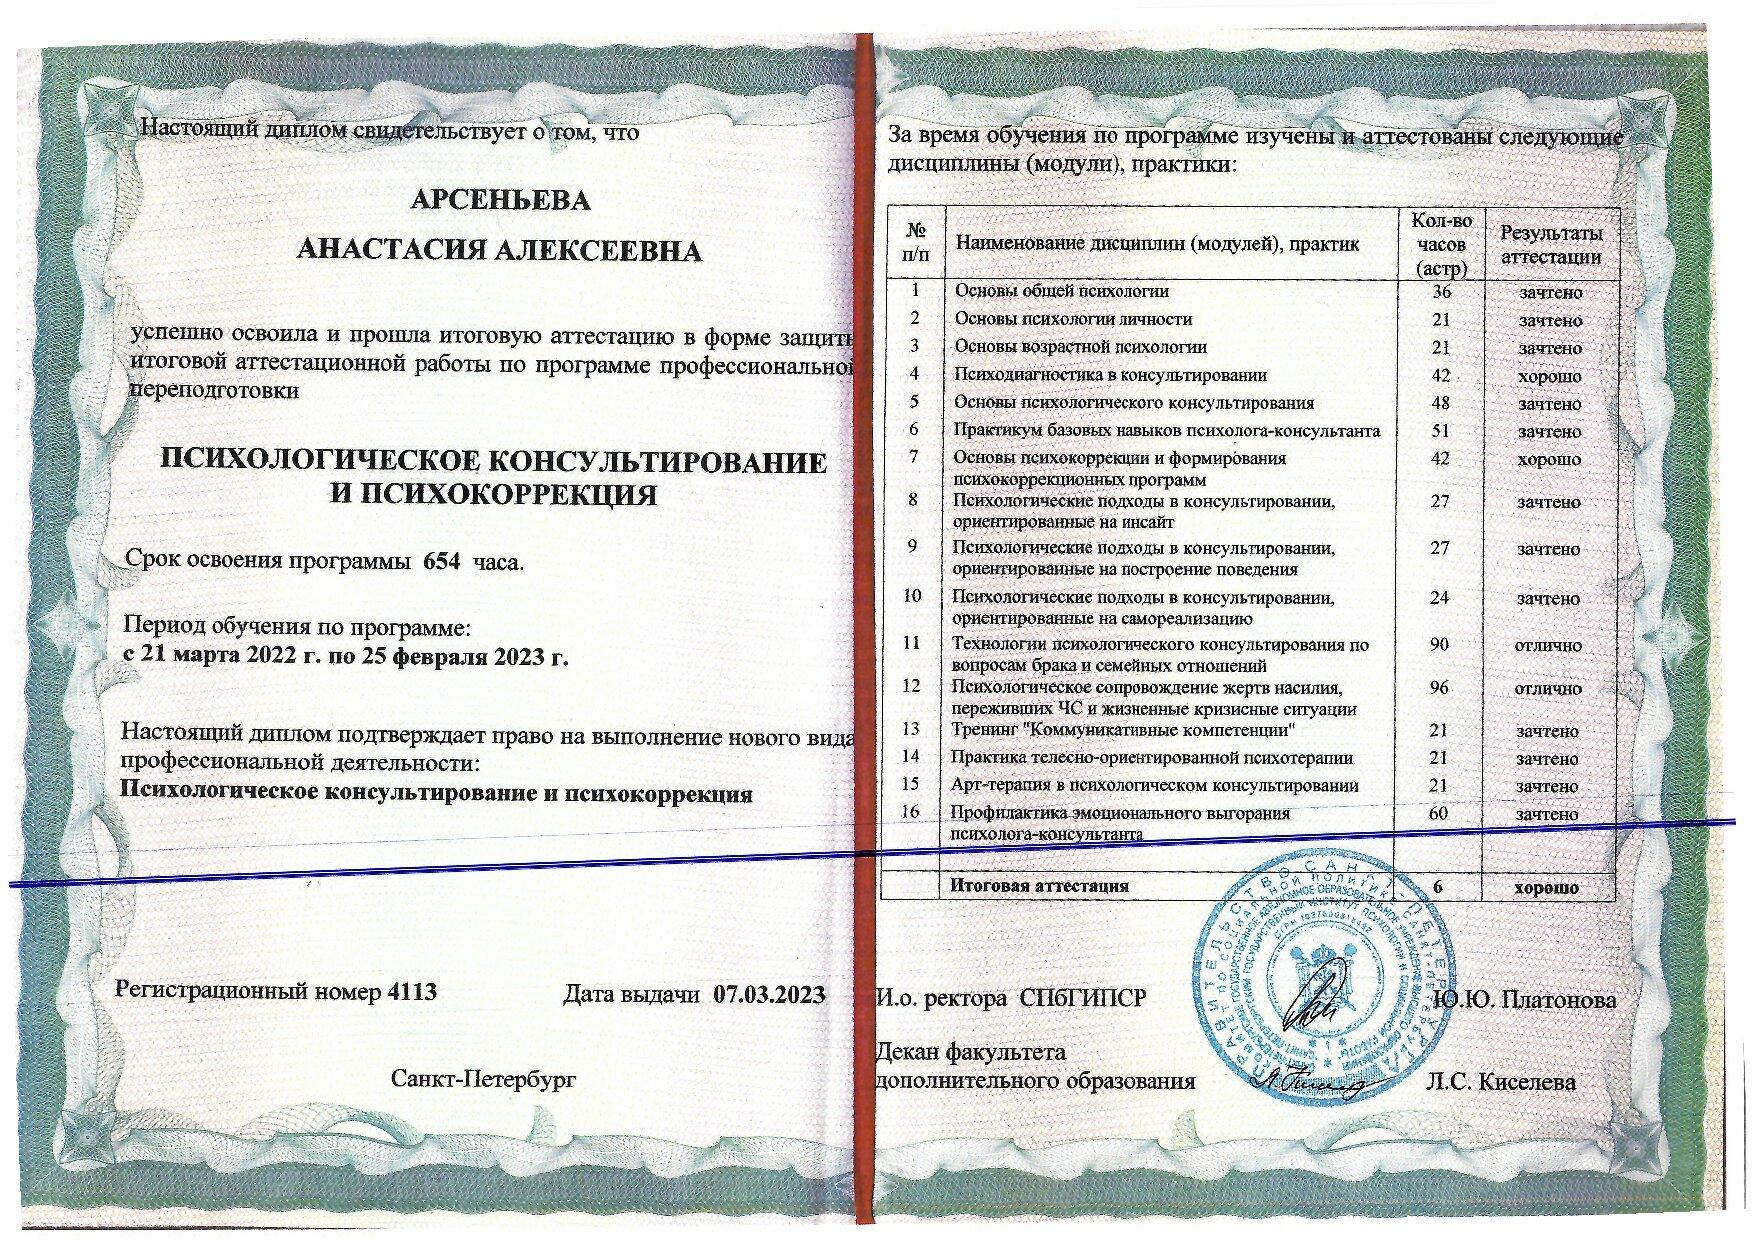 Настоящий диплом свидетельствует о том, что
АРСЕНЬЕВА
АНАСТАСИЯ АЛЕКСЕЕВНА
успешно освоила и прошла итоговую аттестацию в форме защиты
итоговой аттестационной работы по программе профессиональной
переподготовки
ПСИХОЛОГИЧЕСКОЕ КОНСУЛЬТИРОВАНИЕ
И ПСИХОКОРРЕКЦИЯ
Срок освоения программы 654 часа.
Период обучения по программе:
с 21 марта 2022 г. по 25 февраля 2023 г.
Настоящий диплом подтверждает право на выполнение нового вида
профессиональной деятельности:
Психологическое консультирование и психокоррекция
Регистрационный номер 4113 Дата выдачи 07.03.2023
Санкт-Петербург
За время обучения по программе изучены и аттестованы следующие
дисциплины (модули), практики:
№ п/п Наименование дисциплин (модулей), практик Кол-во часов (астр) Результаты аттестации
1 Основы общей психологии 36 зачтено
2 Основы психологии личности 21 зачтено
3 Основы возрастной психологии 21 зачтено
4 Психодиагностика в консультировании 42 хорошо
5 Основы психологического консультирования 48 зачтено
6 Практикум базовых навыков психолога-консультанта 51 зачтено
7 Основы психокоррекции и формирования 42 хорошо
психокоррекционных программ
8 Психологические подходы в консультировании, 27 зачтено
ориентированные на инсайт
9 Психологические подходы в консультировании, 27 зачтено
ориентированные на построение поведения
10 Психологические подходы в консультировании, 24 зачтено
ориентированные на самореализацию
11 Технологии психологического консультирования по 90 отлично
вопросам брака и семейных отношений
12 Психологическое сопровождение жертв насилия, 96 отлично
переживших ЧС и жизненные кризисные ситуации
13 Тренинг "Коммуникативные компетенции" 21 зачтено
14 Практика телесно-ориентированной психотерапии 21 зачтено
15 Арт-терапия в психологическом консультировании 21 зачтено
16 Профилактика эмоционального выгорания 60 зачтено
психолога-консультанта
Итоговая аттестация 6 хорошо
И.о. ректора СПбГИПСР Ю.Ю. Платонова
Декан факультета
дополнительного образования Л.С. Киселева